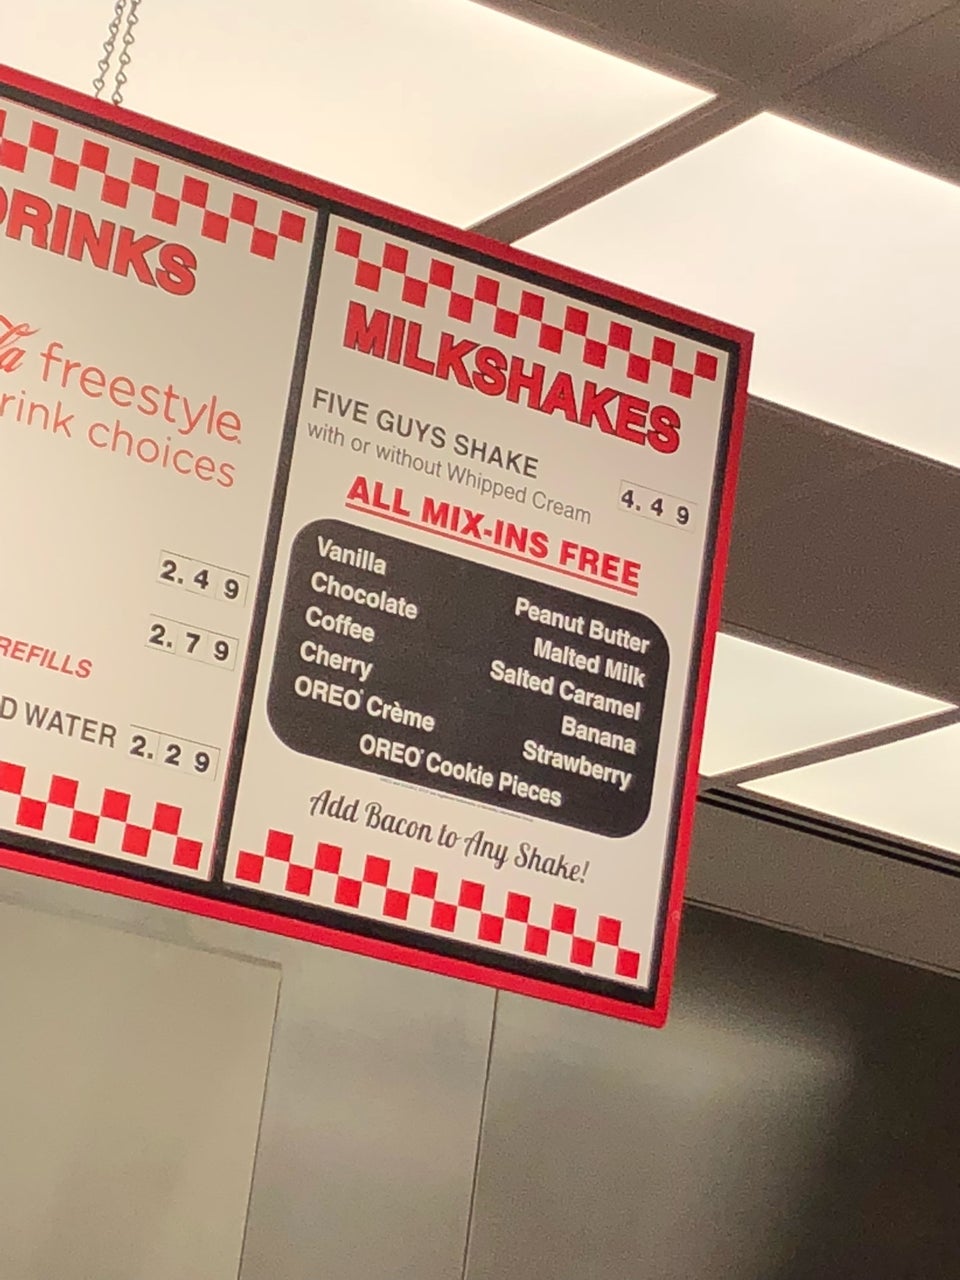 DRINKS
freestyle
choices
2.49
2.79
REFILLS
WATER 2.29
MILKSHAKES
FIVE GUYS SHAKE
with or without Whipped Cream
4.49
ALL MIX-INS FREE
Vanilla
Chocolate
Coffee
Cherry
OREO® Crème
Peanut Butter
Malted Milk
Salted Caramel
Banana
Strawberry
OREO® Cookie Pieces
Add Bacon to Any Shake!